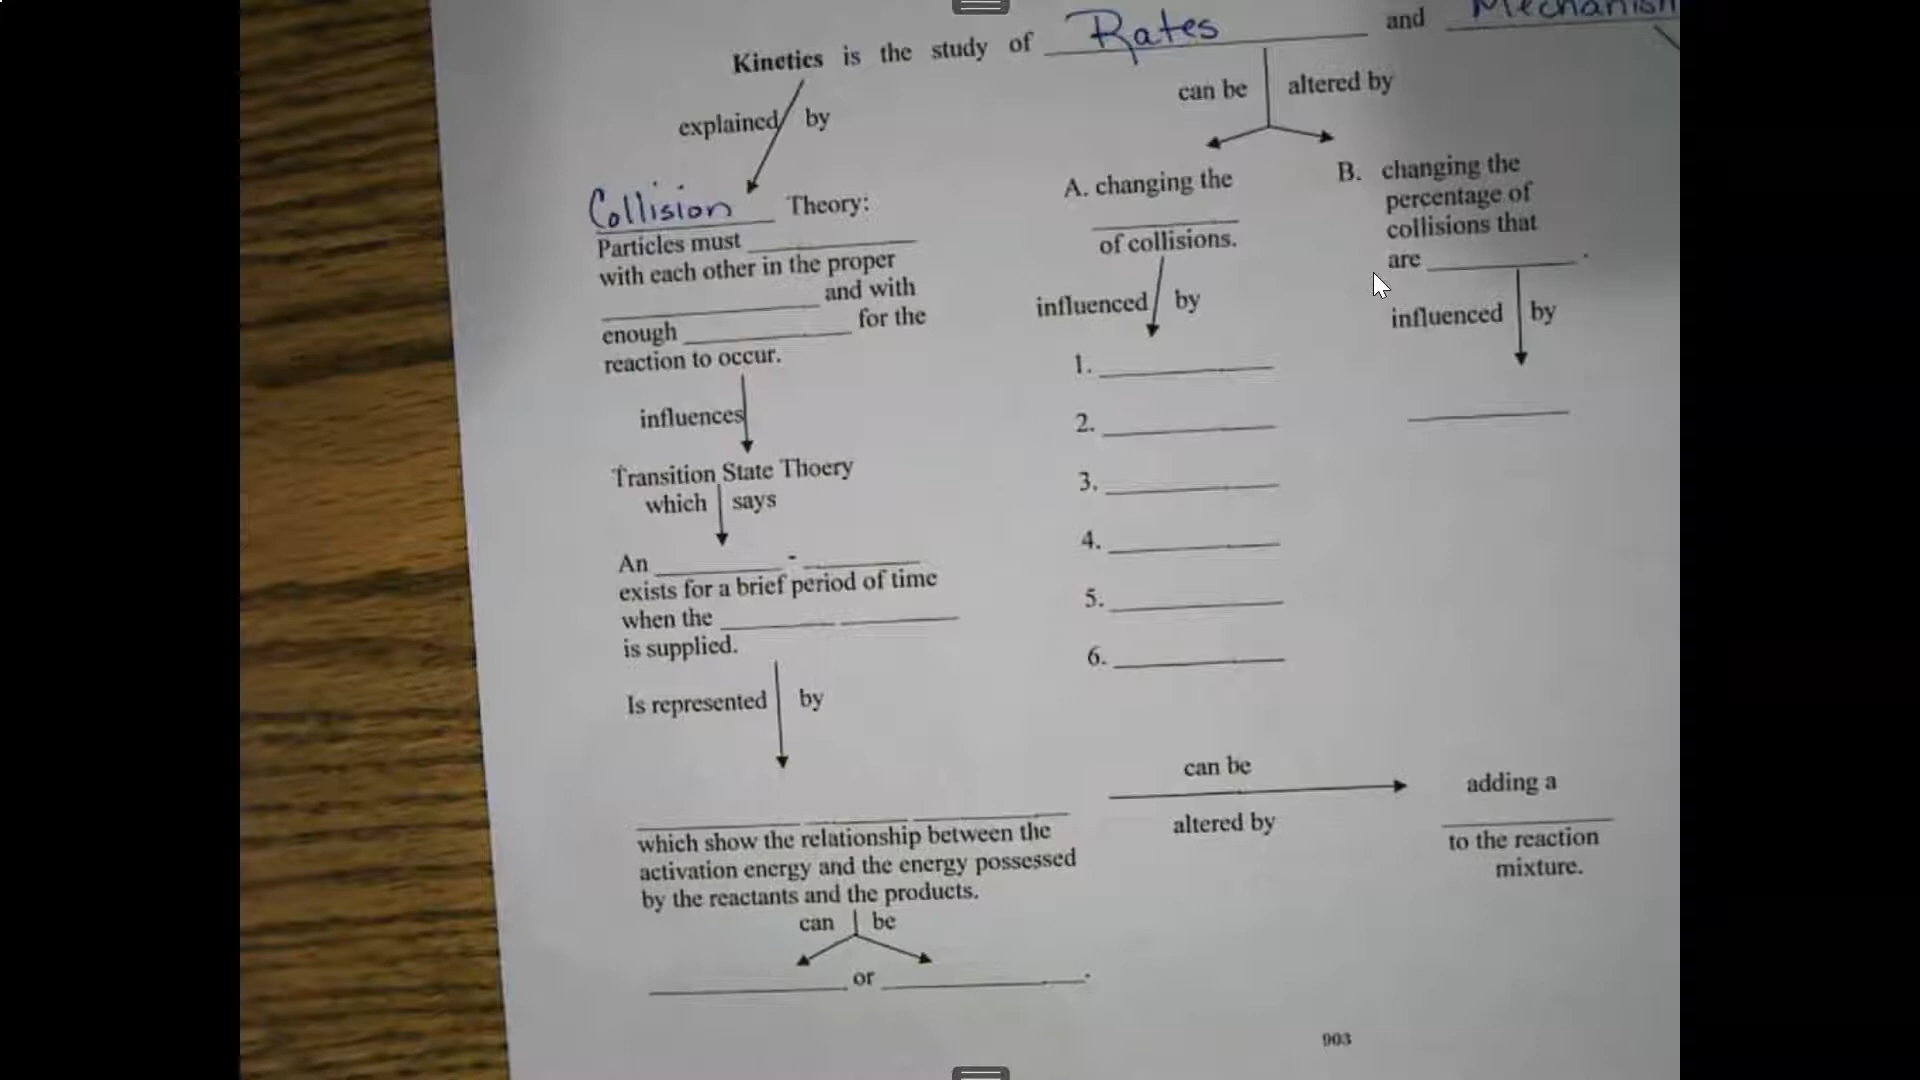 Kinetics is the study of Rates and Mechanism
explained by
can be altered by
Collision Theory:
Particles must
with each other in the proper
and with
enough for the
reaction to occur.
influences
Transition State Thoery
which says
An -
exists for a brief period of time
when the
is supplied.
Is represented by
which show the relationship between the
activation energy and the energy possessed
by the reactants and the products.
can be
or .
A. changing the
of collisions.
influenced by
1.
2.
3.
4.
5.
6.
B. changing the
percentage of
collisions that
are .
influenced by
can be
altered by
adding a
to the reaction
mixture.
903